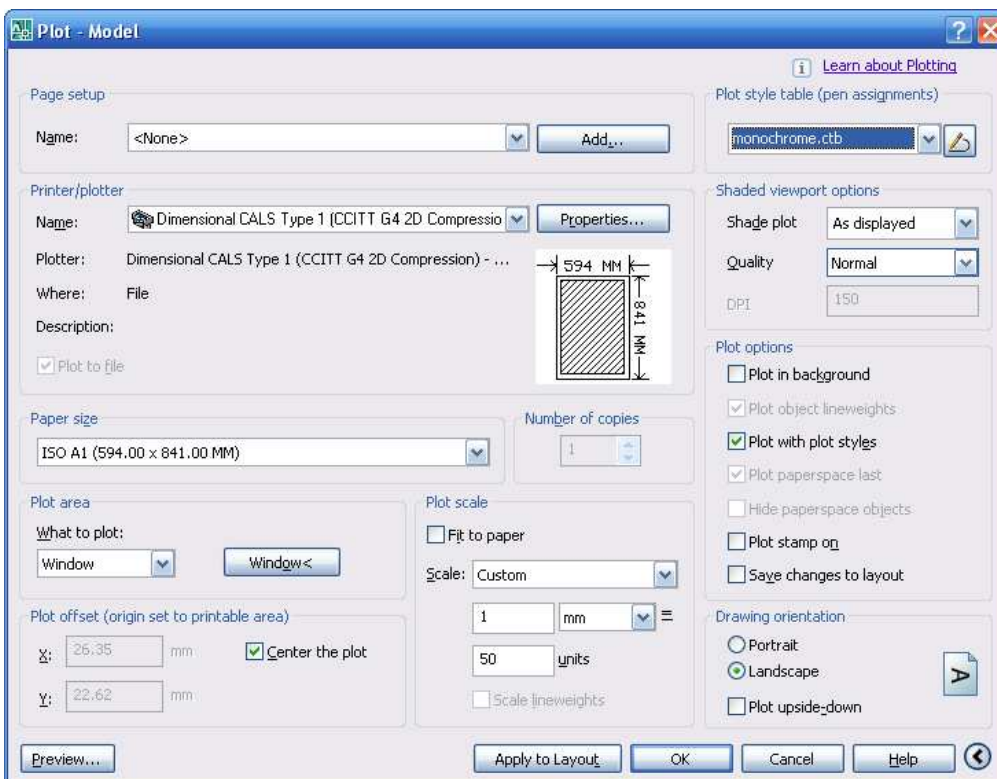 Plot - Model
Learn about Plotting
Page setup
Name: <None> Add...
Plot style table (pen assignments)
monochrome.ctb
Printer/plotter
Name: Dimensional CALS Type 1 (CCITT G4 2D Compressio Properties...
Plotter: Dimensional CALS Type 1 (CCITT G4 2D Compression) - ...
Where: File
Description:
Plot to file
594 MM
841 MM
Shaded viewport options
Shade plot As displayed
Quality Normal
DPI 150
Paper size
ISO A1 (594.00 x 841.00 MM)
Number of copies
1
Plot area
What to plot:
Window Window<
Plot offset (origin set to printable area)
X: 26.35 mm Center the plot
Y: 22.62 mm
Plot scale
Fit to paper
Scale: Custom
1 mm =
50 units
Scale lineweights
Plot options
Plot in background
Plot object lineweights
Plot with plot styles
Plot paperspace last
Hide paperspace objects
Plot stamp on
Save changes to layout
Drawing orientation
Portrait
Landscape
Plot upside-down
A
Preview... Apply to Layout OK Cancel Help